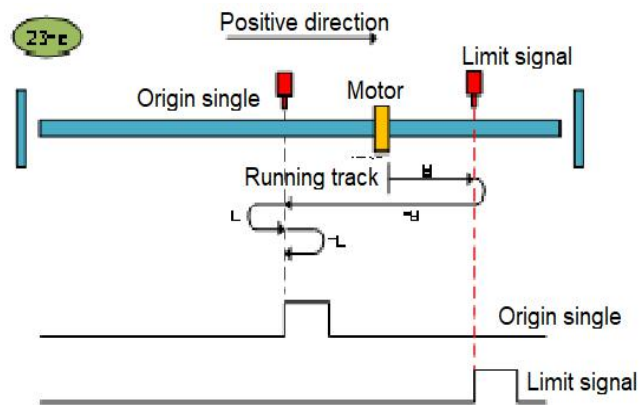 23-c
Positive direction
Limit signal
Origin single
Motor
Running track
H
-H
L
-L
Origin single
Limit signal